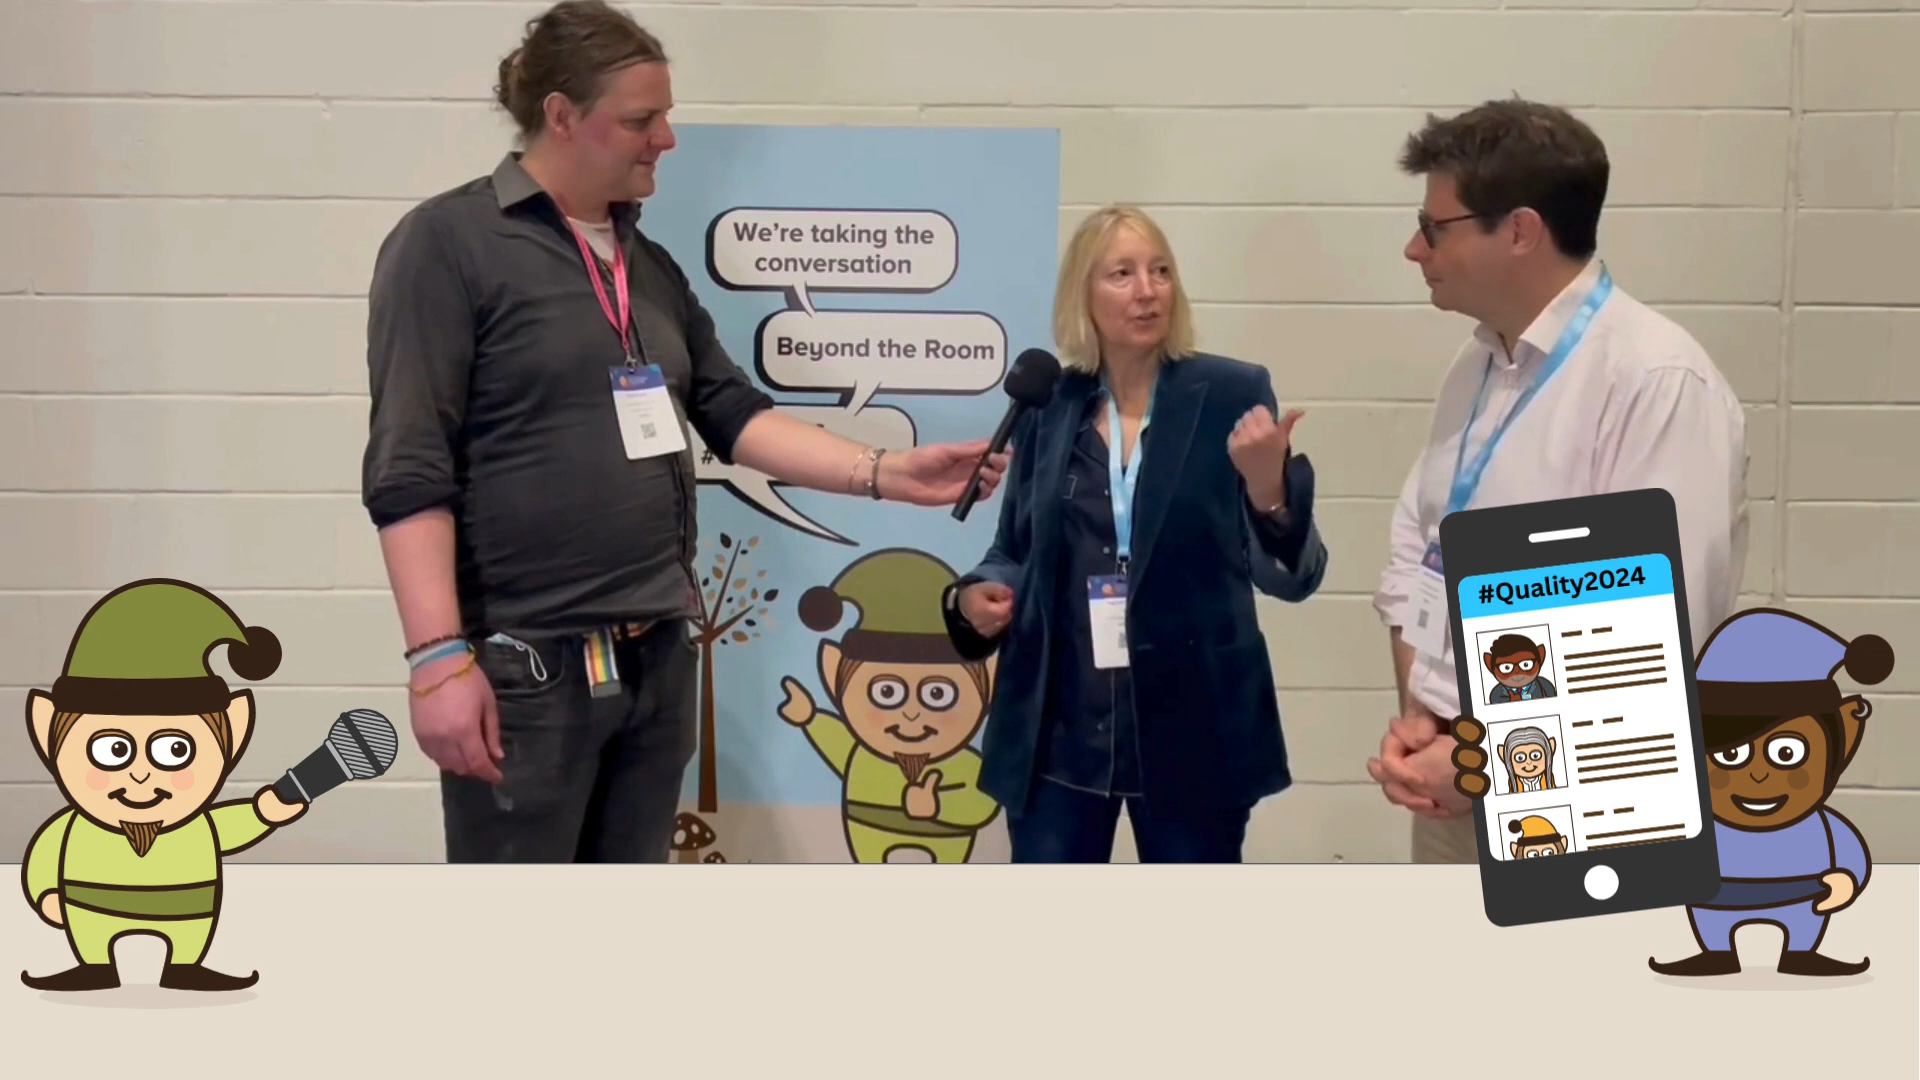 We're taking the
conversation
Beyond the Room
#
#Quality2024